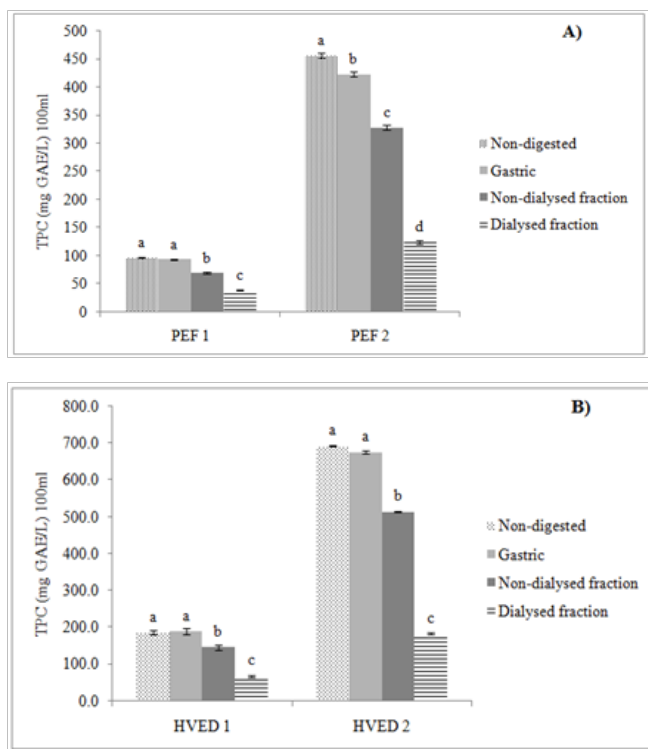 A)
TPC (mg GAE/L) 100ml
500
450
400
350
300
250
200
150
100
50
0
a
a
b
c
a
b
c
d
PEF 1
PEF 2
Non-digested
Gastric
Non-dialysed fraction
Dialysed fraction
B)
TPC (mg GAE/L) 100ml
800.0
700.0
600.0
500.0
400.0
300.0
200.0
100.0
0.0
a
a
b
c
a
a
b
c
HVED 1
HVED 2
Non-digested
Gastric
Non-dialysed fraction
Dialysed fraction